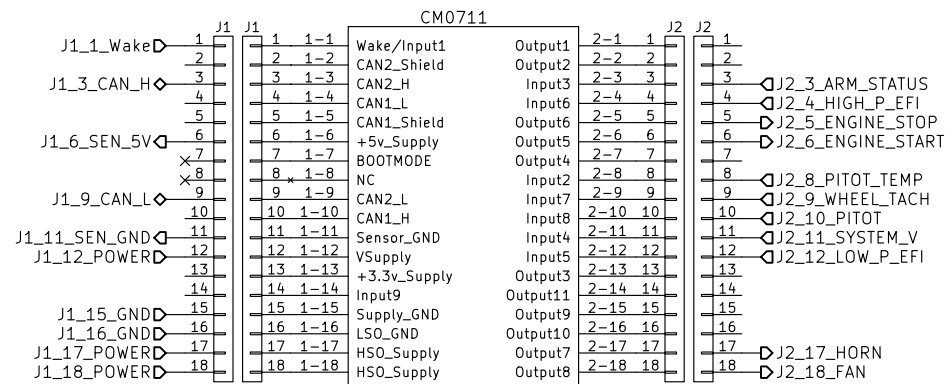 CM0711
J1 J1 J2 J2
J1_1_Wake 1 1 1-1 Wake/Input1 Output1 2-1 1 1
2 2 1-2 CAN2_Shield Output2 2-2 2 2
J1_3_CAN_H 3 3 1-3 CAN2_H Input3 2-3 3 3 J2_3_ARM_STATUS
4 4 1-4 CAN1_L Input6 2-4 4 4 J2_4_HIGH_P_EFI
5 5 1-5 CAN1_Shield Output6 2-5 5 5 J2_5_ENGINE_STOP
J1_6_SEN_5V 6 6 1-6 +5v_Supply Output5 2-6 6 6 J2_6_ENGINE_START
7 7 1-7 BOOTMODE Output4 2-7 7 7
8 8 1-8 NC Input2 2-8 8 8 J2_8_PITOT_TEMP
J1_9_CAN_L 9 9 1-9 CAN2_L Input7 2-9 9 9 J2_9_WHEEL_TACH
10 10 1-10 CAN1_H Input8 2-10 10 10 J2_10_PITOT
J1_11_SEN_GND 11 11 1-11 Sensor_GND Input4 2-11 11 11 J2_11_SYSTEM_V
J1_12_POWER 12 12 1-12 VSupply Input5 2-12 12 12 J2_12_LOW_P_EFI
13 13 1-13 +3.3v_Supply Output3 2-13 13 13
14 14 1-14 Input9 Output11 2-14 14 14
J1_15_GND 15 15 1-15 Supply_GND Output9 2-15 15 15
J1_16_GND 16 16 1-16 LSO_GND Output10 2-16 16 16
J1_17_POWER 17 17 1-17 HSO_Supply Output7 2-17 17 17 J2_17_HORN
J1_18_POWER 18 18 1-18 HSO_Supply Output8 2-18 18 18 J2_18_FAN